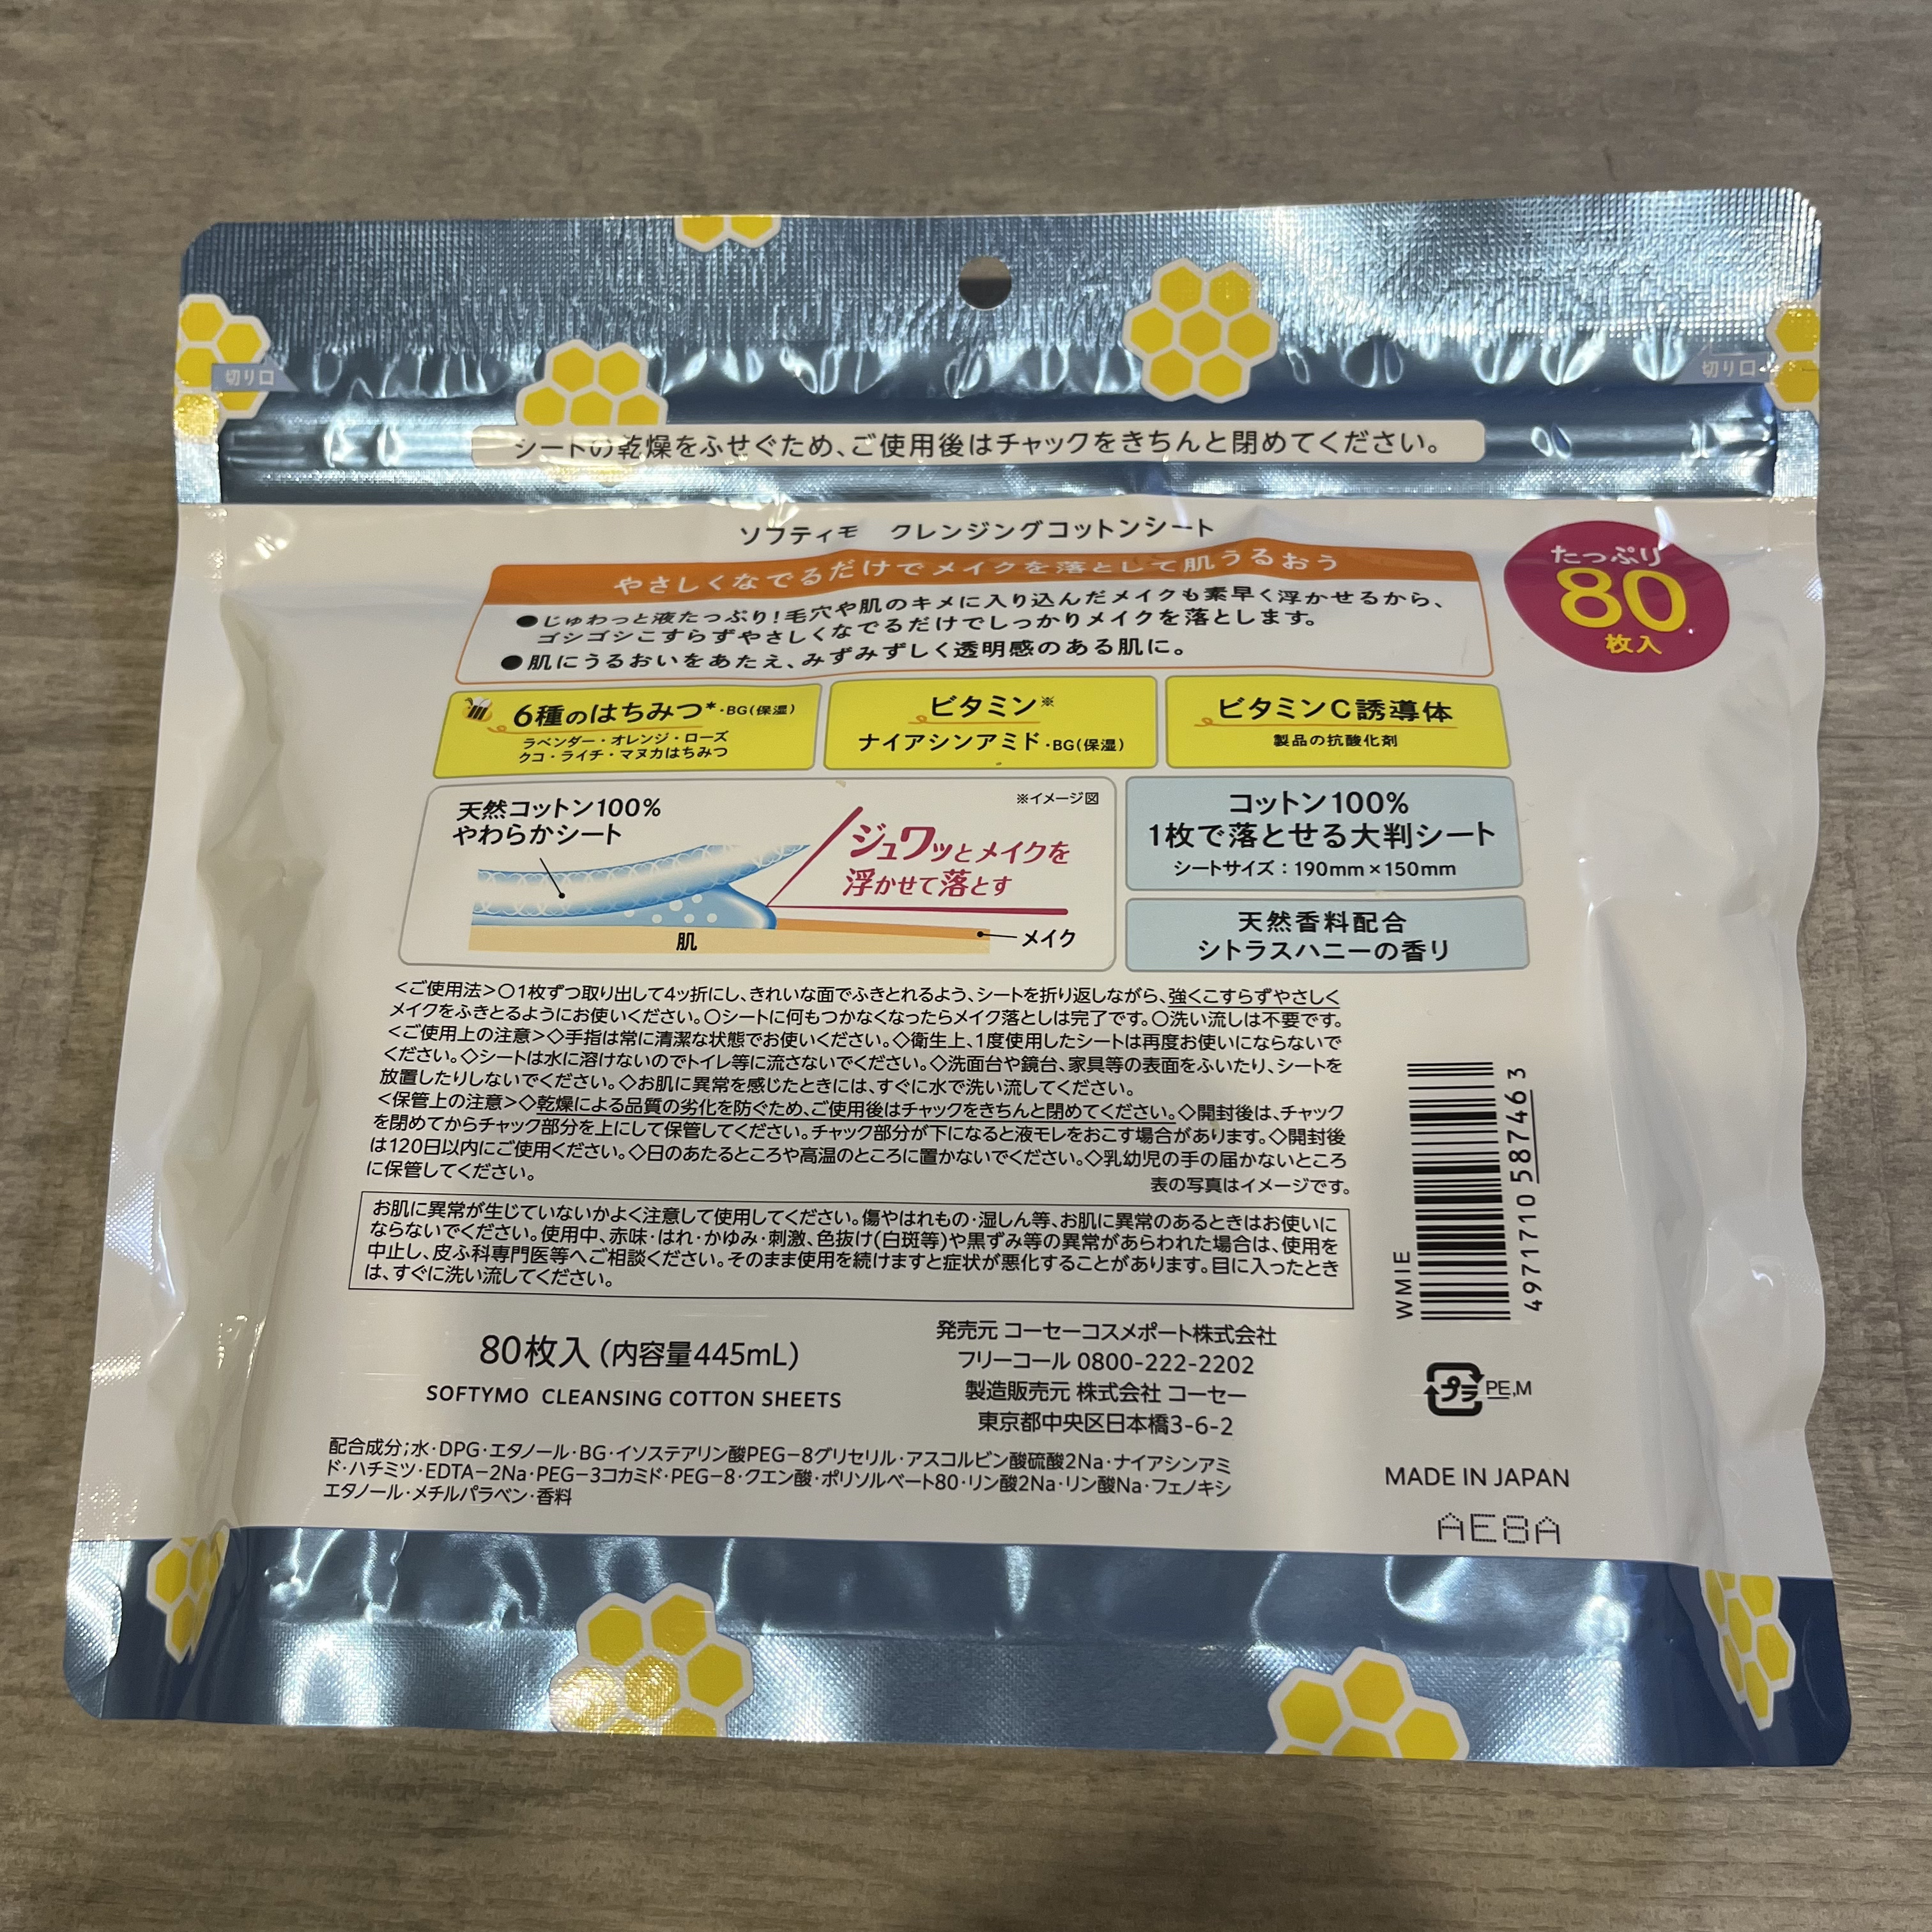 切り口
切り口
シートの乾燥をふせぐため、ご使用後はチャックをきちんと閉めてください。
ソフティモ クレンジングコットンシート
たっぷり
80
枚入
やさしくなでるだけでメイクを落として肌うるおう
●じゅわっと液たっぷり!毛穴や肌のキメに入り込んだメイクも素早く浮かせるから、
ゴシゴシこすらずやさしくなでるだけでしっかりメイクを落とします。
●肌にうるおいをあたえ、みずみずしく透明感のある肌に。
6種のはちみつ*・BG(保湿)
ラベンダー・オレンジ・ローズ
クコ・ライチ・マヌカはちみつ
ビタミン※
ナイアシンアミド・BG(保湿)
ビタミンC誘導体
製品の抗酸化剤
天然コットン100%
やわらかシート
※イメージ図
ジュワッとメイクを
浮かせて落とす
肌
メイク
コットン100%
1枚で落とせる大判シート
シートサイズ:190mm×150mm
天然香料配合
シトラスハニーの香り
<ご使用法>○1枚ずつ取り出して4ッ折にし、きれいな面でふきとれるよう、シートを折り返しながら、強くこすらずやさしく
メイクをふきとるようにお使いください。○シートに何もつかなくなったらメイク落としは完了です。○洗い流しは不要です。
<ご使用上の注意>◇手指は常に清潔な状態でお使いください。◇衛生上、1度使用したシートは再度お使いにならないで
ください。◇シートは水に溶けないのでトイレ等に流さないでください。◇洗面台や鏡台、家具等の表面をふいたり、シートを
放置したりしないでください。◇お肌に異常を感じたときには、すぐに水で洗い流してください。
<保管上の注意>◇乾燥による品質の劣化を防ぐため、ご使用後はチャックをきちんと閉めてください。◇開封後は、チャック
を閉めてからチャック部分を上にして保管してください。チャック部分が下になると液モレをおこす場合があります。◇開封後
は120日以内にご使用ください。◇日のあたるところや高温のところに置かないでください。◇乳幼児の手の届かないところ
に保管してください。
表の写真はイメージです。
お肌に異常が生じていないかよく注意して使用してください。傷やはれもの・湿しん等、お肌に異常のあるときはお使いに
ならないでください。使用中、赤味・はれ・かゆみ・刺激、色抜け(白斑等)や黒ずみ等の異常があらわれた場合は、使用を
中止し、皮ふ科専門医等へご相談ください。そのまま使用を続けますと症状が悪化することがあります。目に入ったとき
は、すぐに洗い流してください。
WMIE
4971710 587463
80枚入(内容量445mL)
SOFTYMO CLEANSING COTTON SHEETS
発売元 コーセーコスメポート株式会社
フリーコール 0800-222-2202
製造販売元 株式会社 コーセー
東京都中央区日本橋3-6-2
プラ
PE,M
配合成分;水・DPG・エタノール・BG・イソステアリン酸PEG−8グリセリル・アスコルビン酸硫酸2Na・ナイアシンアミ
ド・ハチミツ・EDTA−2Na・PEG−3コカミド・PEG−8・クエン酸・ポリソルベート80・リン酸2Na・リン酸Na・フェノキシ
エタノール・メチルパラベン・香料
MADE IN JAPAN
AE8A